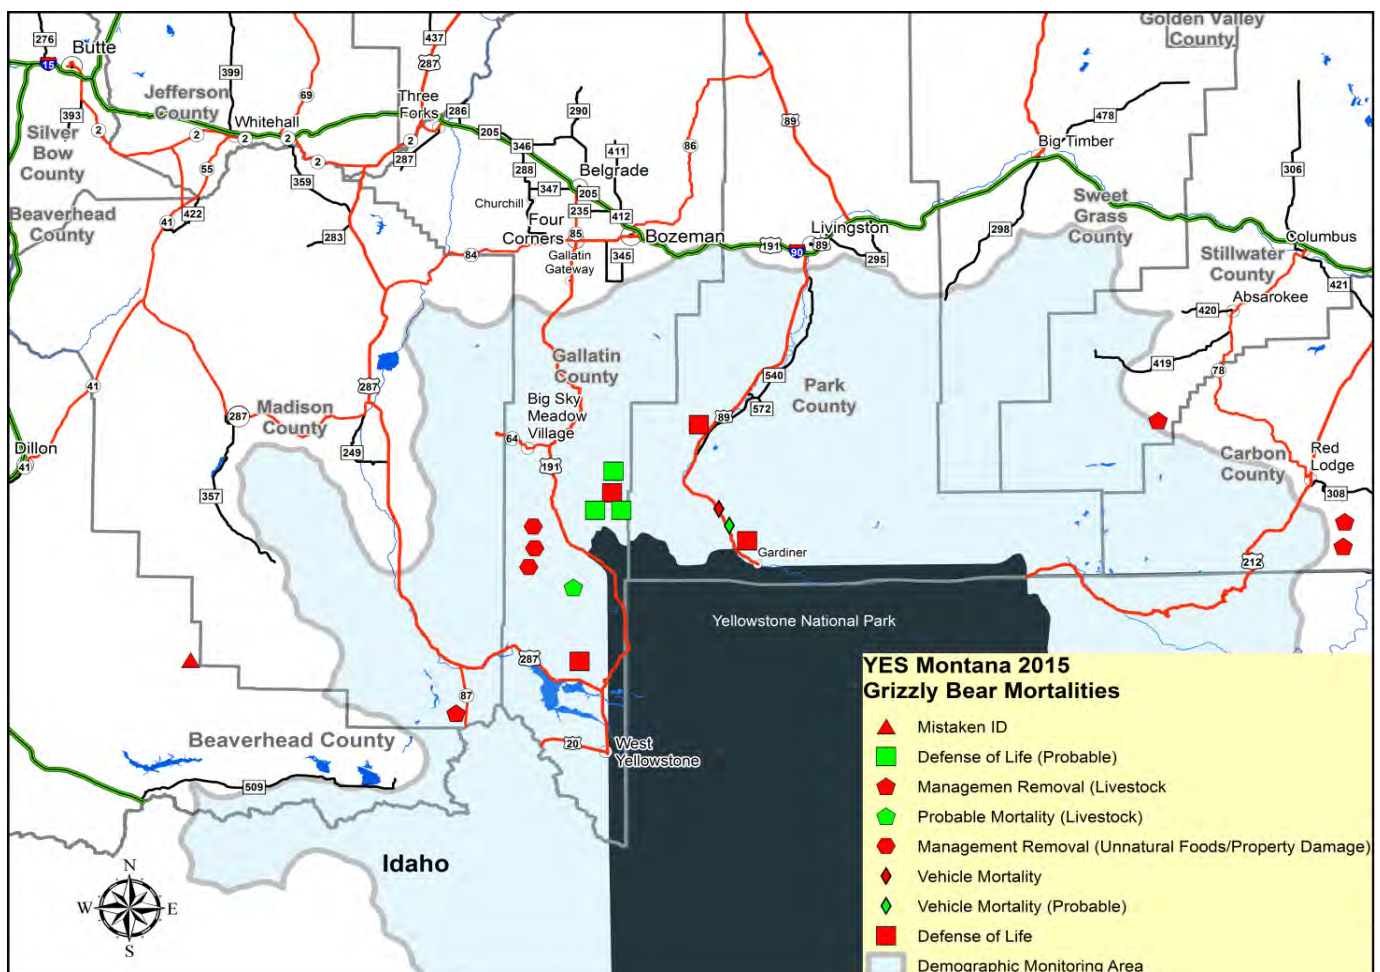 Golden Valley
County
276
Butte
15
437
287
399
69
Jefferson
County
Three
Forks
286
290
478
393
2
Whitehall
2
2
2
205
346
89
86
Big Timber
Silver
Bow
County
2
287
411
288
Belgrade
306
55
359
347
205
Churchill
235
412
Sweet
Grass
County
Beaverhead
County
422
41
283
Four
Corners
85
Bozeman
Livingston
298
191
89
90
Columbus
84
Gallatin
Gateway
345
295
Stillwater
County
421
Absarokee
420
Gallatin
County
419
41
287
540
78
Park
County
Big Sky
Meadow
Village
572
89
287
Madison
County
64
Dillon
41
249
191
Red
Lodge
Carbon
County
357
308
Gardiner
212
Yellowstone National Park
287
87
Beaverhead County
20
West
Yellowstone
509
Idaho
N
W
E
S
YES Montana 2015
Grizzly Bear Mortalities
Mistaken ID
Defense of Life (Probable)
Managemen Removal (Livestock
Probable Mortality (Livestock)
Management Removal (Unnatural Foods/Property Damage)
Vehicle Mortality
Vehicle Mortality (Probable)
Defense of Life
Demographic Monitoring Area